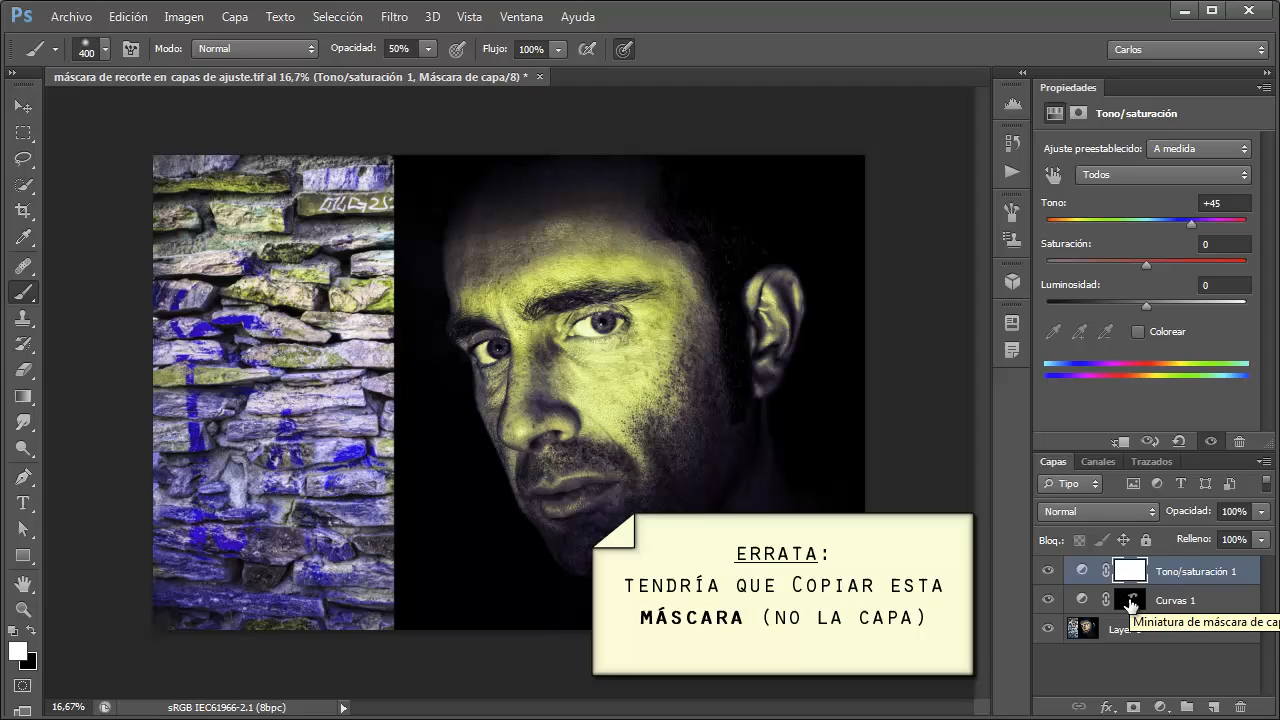 Ps Archivo Edición Imagen Capa Texto Selección Filtro 3D Vista Ventana Ayuda
400 Modo: Normal Opacidad: 50% Flujo: 100% Carlos
máscara de recorte en capas de ajuste.tif al 16,7% (Tono/saturación 1, Máscara de capa/8) * ×
Propiedades
Tono/saturación
Ajuste preestablecido: A medida
Todos
Tono: +45
Saturación: 0
Luminosidad: 0
Colorear
Capas Canales Trazados
Tipo
Normal Opacidad: 100%
Bloq.: Relleno: 100%
Tono/saturación 1
Curvas 1
Miniatura de máscara de cap
ERRATA:
TENDRÍA QUE COPIAR ESTA
MÁSCARA (NO LA CAPA)
16,67% sRGB IEC61966-2.1 (8bpc)